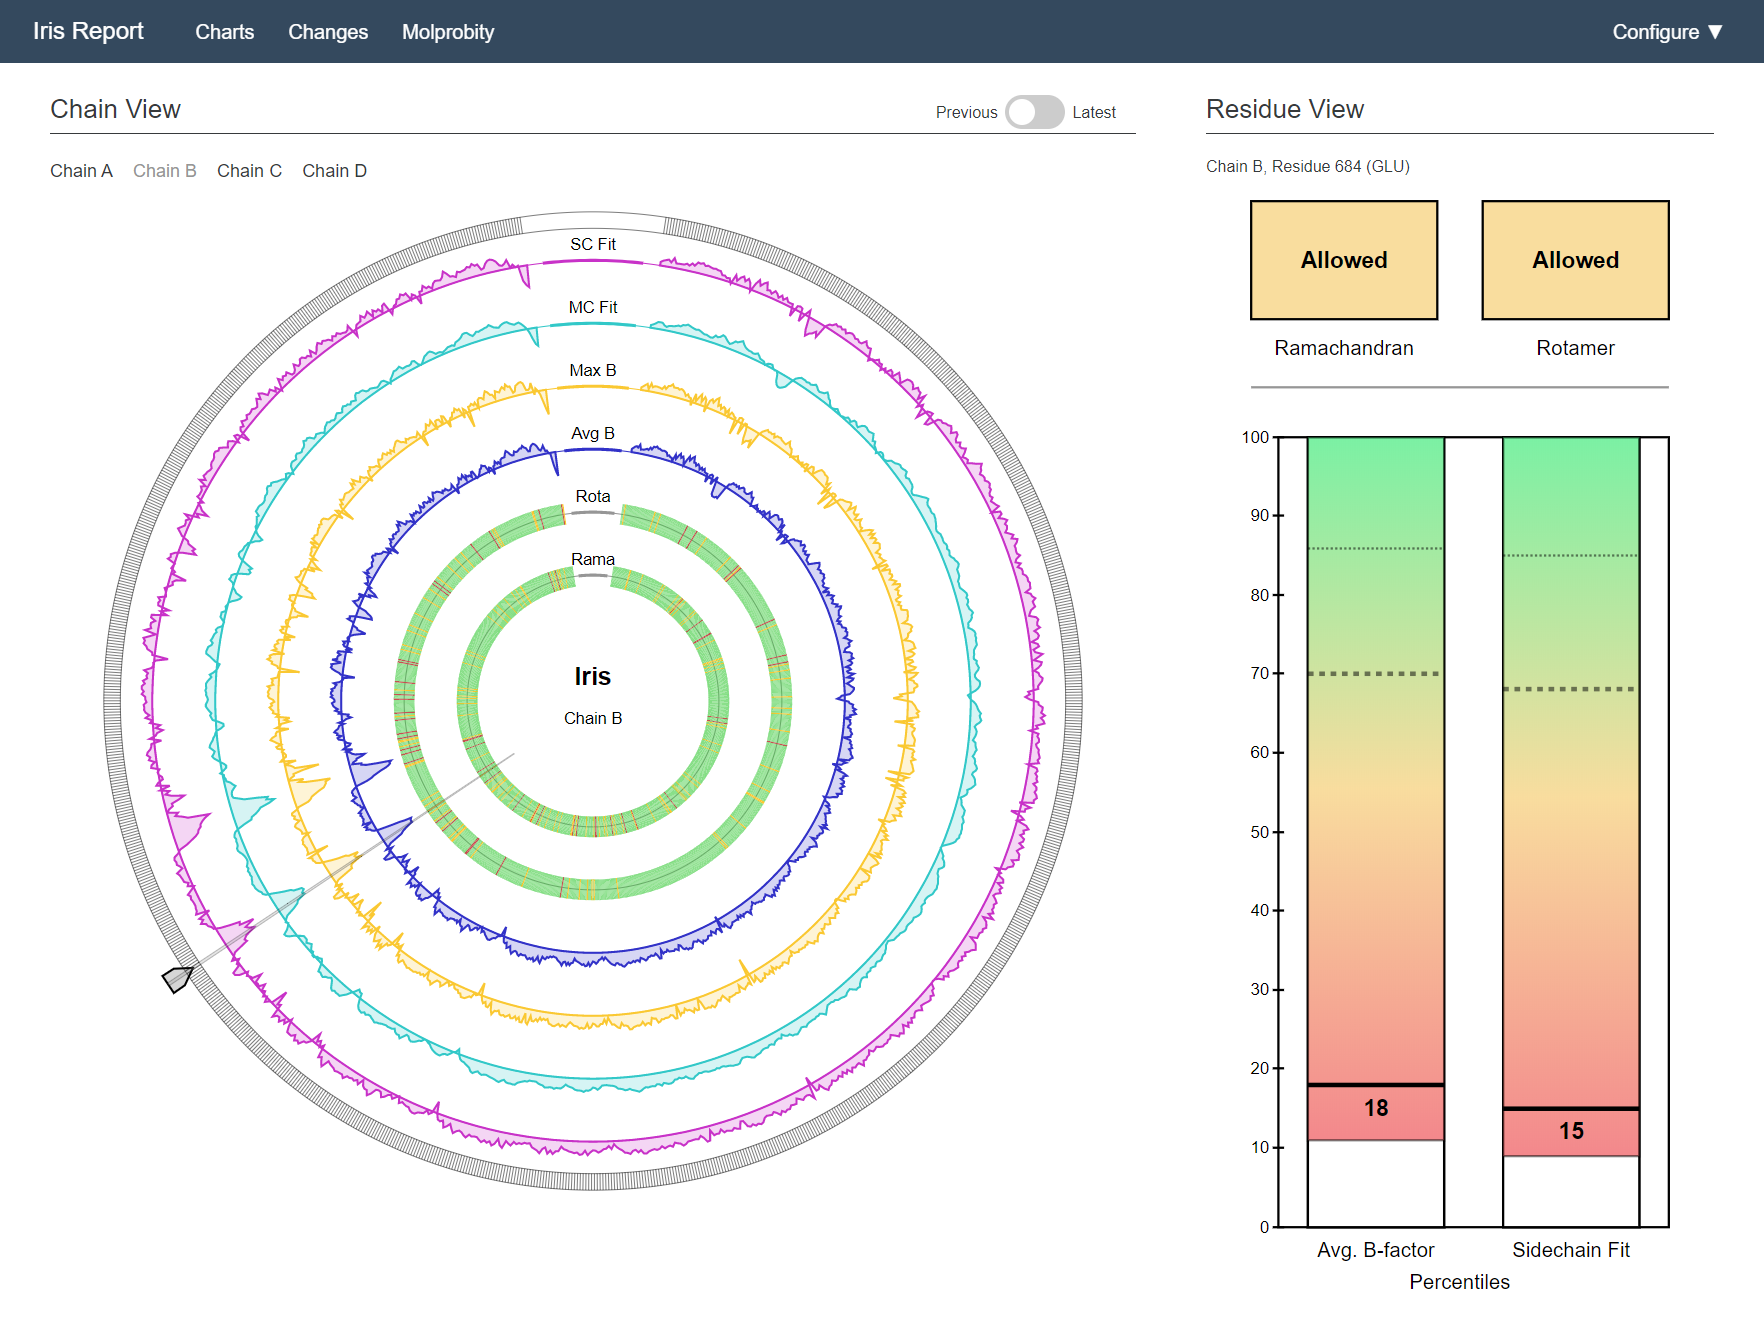 Iris Report Charts Changes Molprobity Configure ▼
Chain View
Previous Latest
Chain A Chain B Chain C Chain D
SC Fit
MC Fit
Max B
Avg B
Rota
Rama
Iris
Chain B
Residue View
Chain B, Residue 684 (GLU)
Allowed Allowed
Ramachandran Rotamer
100
90
80
70
60
50
40
30
20
10
0
18
15
Avg. B-factor Sidechain Fit
Percentiles